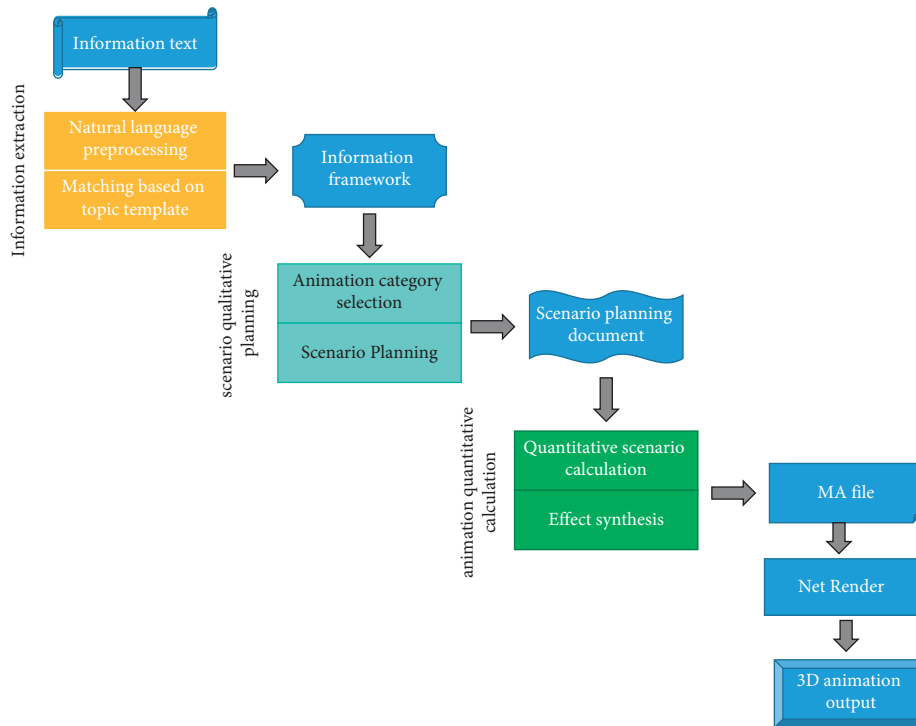 Information text
Information extraction
Natural language
preprocessing
Matching based on
topic template
Information
framework
scenario qualitative
planning
Animation category
selection
Scenario Planning
Scenario planning
document
animation quantitative
calculation
Quantitative scenario
calculation
Effect synthesis
MA file
Net Render
3D animation
output